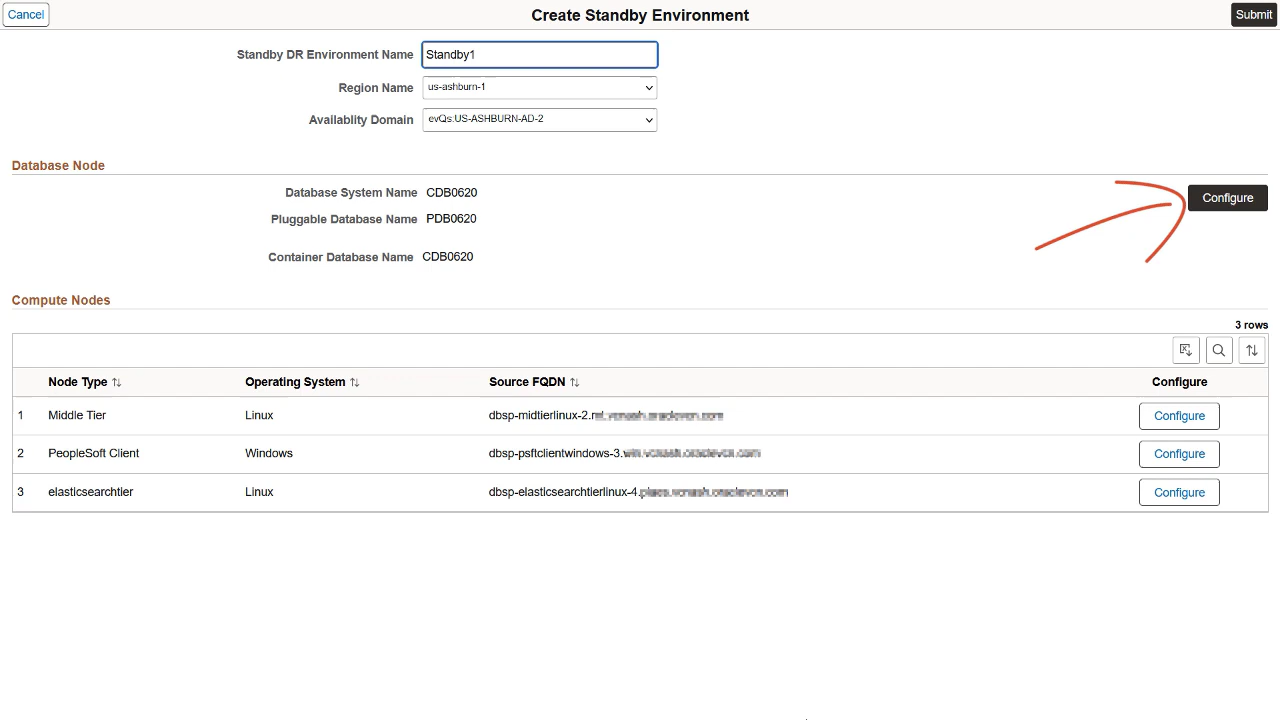 Cancel
Create Standby Environment
Submit
Standby DR Environment Name Standby1
Region Name us-ashburn-1
Availablity Domain evQs:US-ASHBURN-AD-2
Database Node
Database System Name CDB0620
Configure
Pluggable Database Name PDB0620
Container Database Name CDB0620
Compute Nodes
3 rows
Node Type Operating System Source FQDN Configure
1 Middle Tier Linux dbsp-midtierlinux-2. Configure
2 PeopleSoft Client Windows dbsp-psftclientwindows-3. Configure
3 elasticsearchtier Linux dbsp-elasticsearchtierlinux-4. Configure